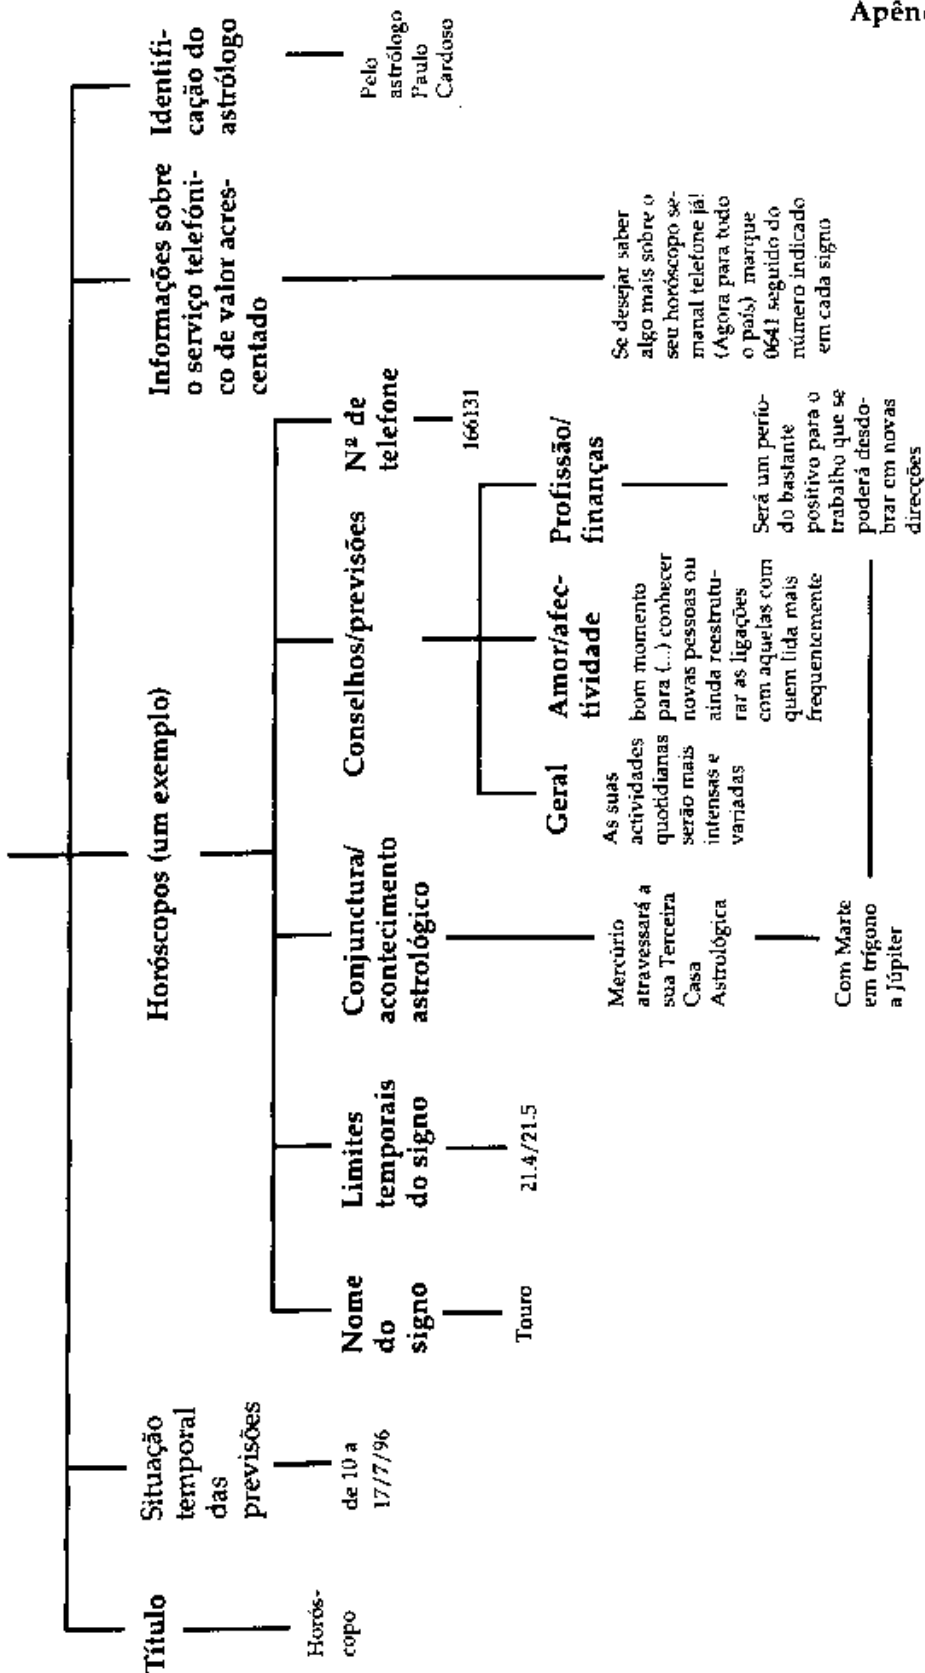 Apên
Título
Horós-
copo
Situação
temporal
das
previsões
de 10 a
17/7/96
Horóscopos (um exemplo)
Nome
do
signo
Touro
Limites
temporais
do signo
21.4/21.5
Conjunctura/
acontecimento
astrológico
Mercúrio
atravessará a
sua Terceira
Casa
Astrológica
Com Marte
em trígono
a Júpiter
Conselhos/previsões
Geral
As suas
actividades
quotidianas
serão mais
intensas e
variadas
Amor/afec-
tividade
bom momento
para (...) conhecer
novas pessoas ou
ainda reestrutu-
rar as ligações
com aquelas com
quem lida mais
frequentemente
Profissão/
finanças
Será um perío-
do bastante
positivo para o
trabalho que se
poderá desdo-
brar em novas
direcções
Nº de
telefone
166131
Informações sobre
o serviço telefóni-
co de valor acres-
centado
Se desejar saber
algo mais sobre o
seu horóscopo se-
manal telefone já!
(Agora para todo
o país) marque
0641 seguido do
número indicado
em cada signo
Identifi-
cação do
astrólogo
Pelo
astrólogo
Paulo
Cardoso